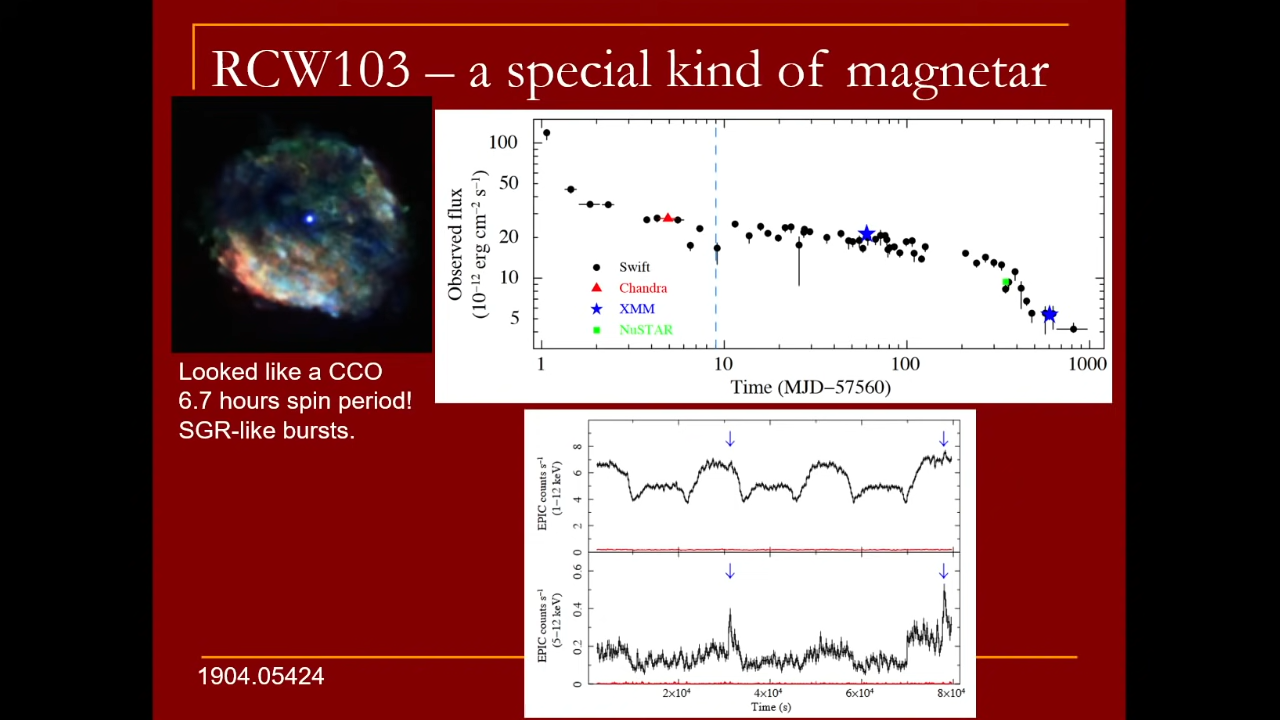 RCW103 – a special kind of magnetar
Looked like a CCO
6.7 hours spin period!
SGR-like bursts.
Observed flux
(10⁻¹² erg cm⁻² s⁻¹)
100
50
20
10
5
Swift
Chandra
XMM
NuSTAR
1 10 100 1000
Time (MJD−57560)
EPIC counts s⁻¹
(1−12 keV)
8
6
4
2
0
EPIC counts s⁻¹
(5−12 keV)
0.6
0.4
0.2
0
2×10⁴ 4×10⁴ 6×10⁴ 8×10⁴
Time (s)
1904.05424